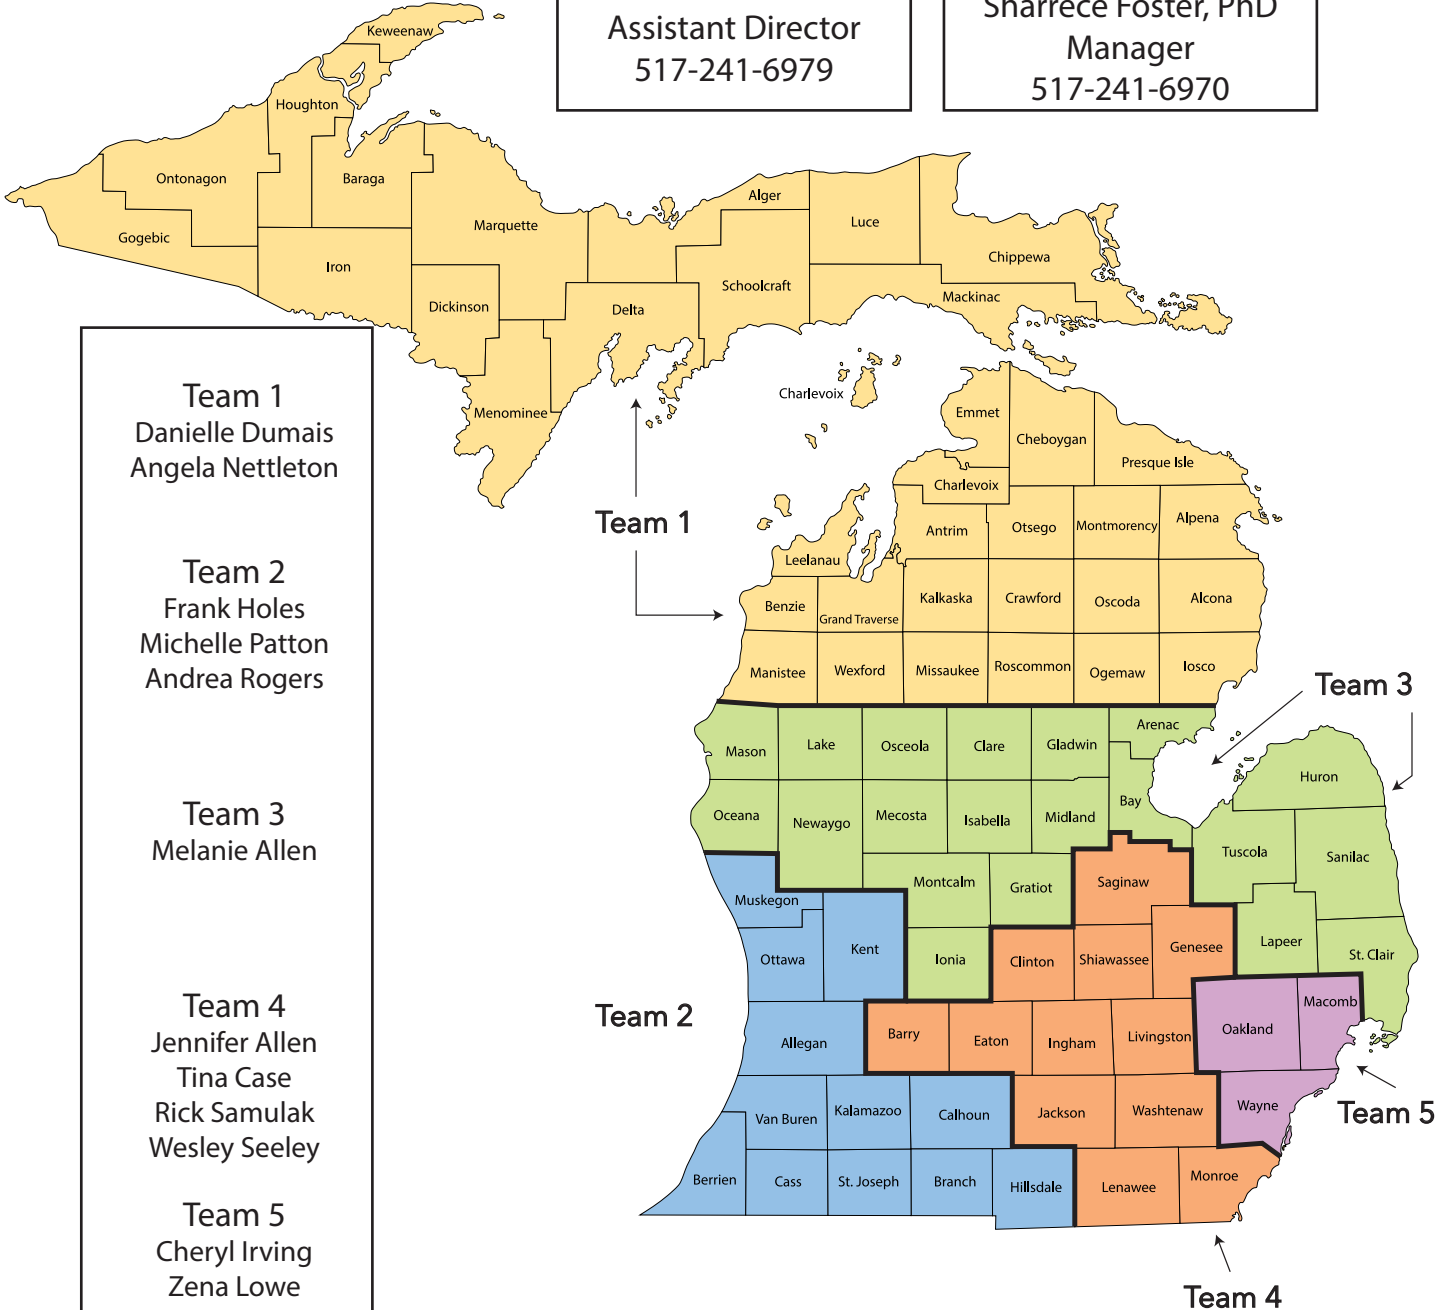 Assistant Director
517-241-6979
Sharrece Foster, PhD
Manager
517-241-6970
Keweenaw
Houghton
Ontonagon
Baraga
Gogebic
Marquette
Alger
Luce
Chippewa
Iron
Dickinson
Delta
Schoolcraft
Mackinac
Menominee
Charlevoix
Emmet
Cheboygan
Presque Isle
Charlevoix
Antrim
Otsego
Montmorency
Alpena
Leelanau
Benzie
Grand Traverse
Kalkaska
Crawford
Oscoda
Alcona
Manistee
Wexford
Missaukee
Roscommon
Ogemaw
Iosco
Team 1
Team 3
Mason
Lake
Osceola
Clare
Gladwin
Arenac
Huron
Oceana
Newaygo
Mecosta
Isabella
Midland
Bay
Tuscola
Sanilac
Muskegon
Montcalm
Gratiot
Saginaw
Ottawa
Kent
Ionia
Clinton
Shiawassee
Genesee
Lapeer
St. Clair
Team 2
Allegan
Barry
Eaton
Ingham
Livingston
Oakland
Macomb
Van Buren
Kalamazoo
Calhoun
Jackson
Washtenaw
Wayne
Team 5
Berrien
Cass
St. Joseph
Branch
Hillsdale
Lenawee
Monroe
Team 4
Team 1
Danielle Dumais
Angela Nettleton
Team 2
Frank Holes
Michelle Patton
Andrea Rogers
Team 3
Melanie Allen
Team 4
Jennifer Allen
Tina Case
Rick Samulak
Wesley Seeley
Team 5
Cheryl Irving
Zena Lowe